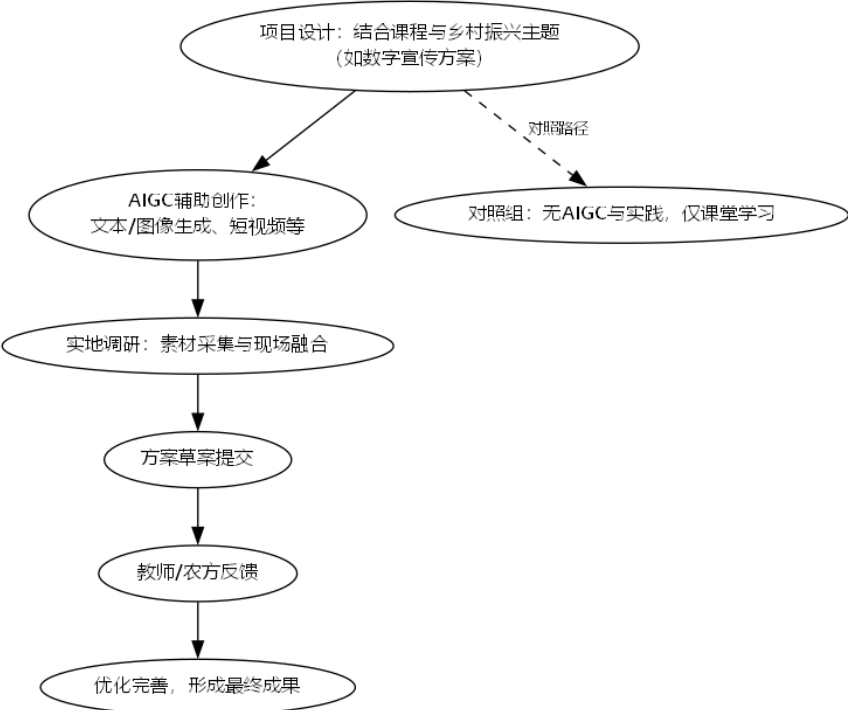 项目设计：结合课程与乡村振兴主题
（如数字宣传方案）
对照路径
AIGC辅助创作：
文本/图像生成、短视频等
对照组：无AIGC与实践，仅课堂学习
实地调研：素材采集与现场融合
方案草案提交
教师/农方反馈
优化完善，形成最终成果